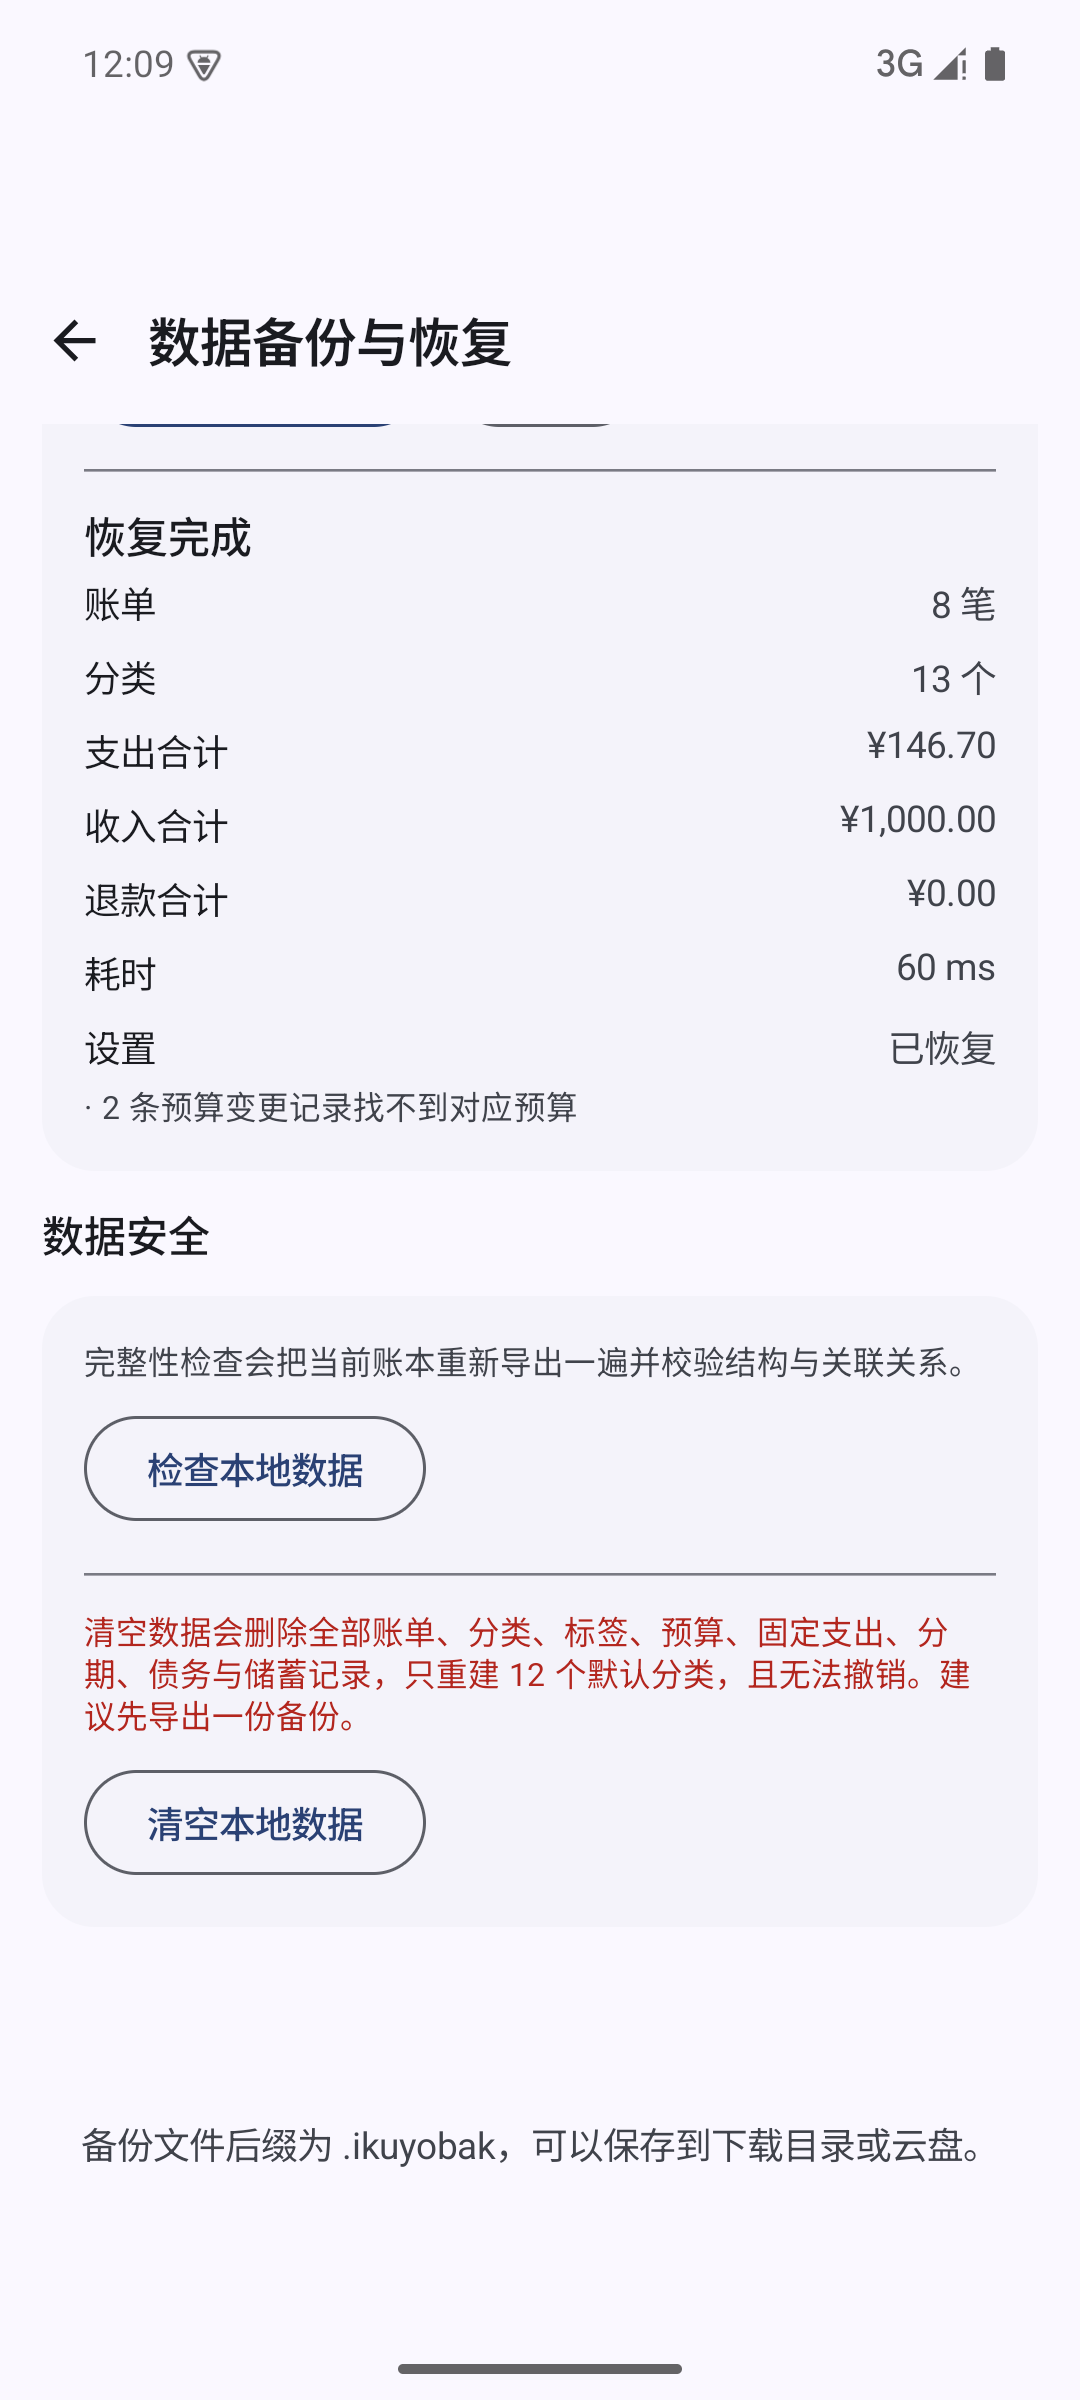 12:09
3G
数据备份与恢复
恢复完成
账单 8 笔
分类 13 个
支出合计 ¥146.70
收入合计 ¥1,000.00
退款合计 ¥0.00
耗时 60 ms
设置 已恢复
· 2 条预算变更记录找不到对应预算
数据安全
完整性检查会把当前账本重新导出一遍并校验结构与关联关系。
检查本地数据
清空数据会删除全部账单、分类、标签、预算、固定支出、分
期、债务与储蓄记录，只重建 12 个默认分类，且无法撤销。建
议先导出一份备份。
清空本地数据
备份文件后缀为 .ikuyobak，可以保存到下载目录或云盘。